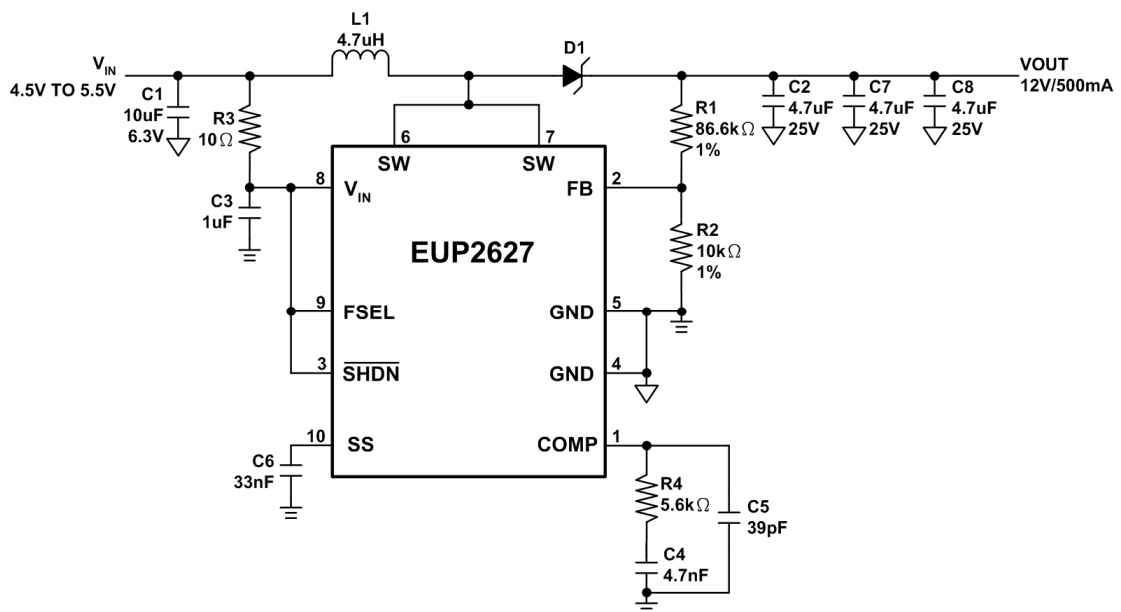 L1
4.7uH
D1
VIN
4.5V TO 5.5V
C1
10uF
6.3V
R3
10Ω
C3
1uF
6
7
SW
SW
8
VIN
FB
2
EUP2627
R1
86.6kΩ
1%
R2
10kΩ
1%
C2
4.7uF
25V
C7
4.7uF
25V
C8
4.7uF
25V
VOUT
12V/500mA
9
FSEL
GND
5
3
SHDN
GND
4
10
SS
COMP
1
C6
33nF
R4
5.6kΩ
C5
39pF
C4
4.7nF